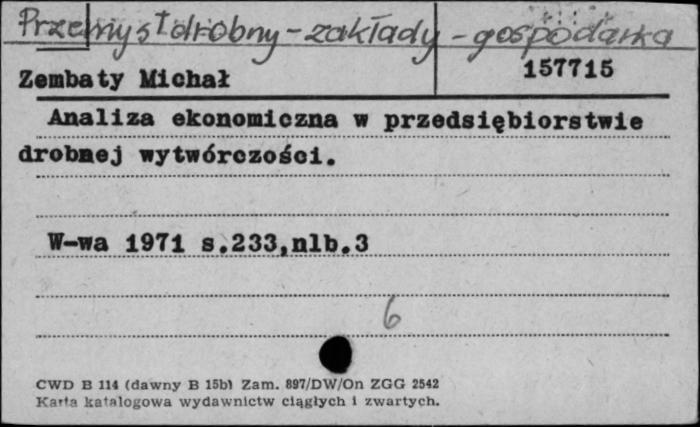 Przemysł drobny - zakłady - gospodarka
Zembaty Michał
157715
Analiza ekonomiczna w przedsiębiorstwie
drobnej wytwórczości.
W-wa 1971 s.233,nlb.3
6
CWD B 114 (dawny B 15b) Zam. 897/DW/On ZGG 2542
Karta katalogowa wydawnictw ciągłych i zwartych.